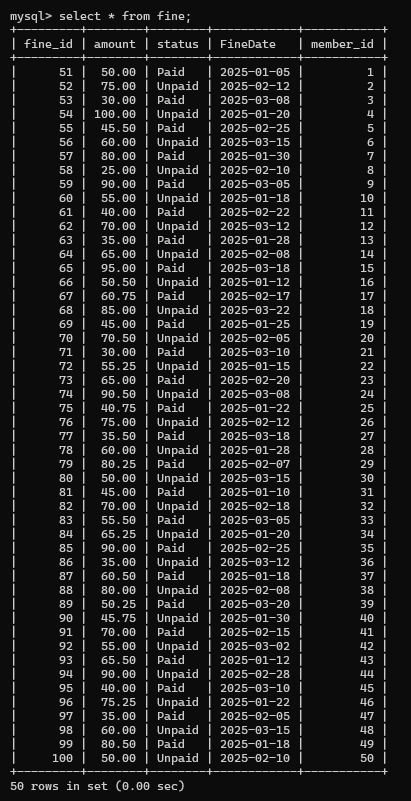 mysql> select * from fine;
+---------+--------+--------+------------+-----------+
| fine_id | amount | status | FineDate   | member_id |
+---------+--------+--------+------------+-----------+
|      51 |  50.00 | Paid   | 2025-01-05 |         1 |
|      52 |  75.00 | Unpaid | 2025-02-12 |         2 |
|      53 |  30.00 | Paid   | 2025-03-08 |         3 |
|      54 | 100.00 | Unpaid | 2025-01-20 |         4 |
|      55 |  45.50 | Paid   | 2025-02-25 |         5 |
|      56 |  60.00 | Unpaid | 2025-03-15 |         6 |
|      57 |  80.00 | Paid   | 2025-01-30 |         7 |
|      58 |  25.00 | Unpaid | 2025-02-10 |         8 |
|      59 |  90.00 | Paid   | 2025-03-05 |         9 |
|      60 |  55.00 | Unpaid | 2025-01-18 |        10 |
|      61 |  40.00 | Paid   | 2025-02-22 |        11 |
|      62 |  70.00 | Unpaid | 2025-03-12 |        12 |
|      63 |  35.00 | Paid   | 2025-01-28 |        13 |
|      64 |  65.00 | Unpaid | 2025-02-08 |        14 |
|      65 |  95.00 | Paid   | 2025-03-18 |        15 |
|      66 |  50.50 | Unpaid | 2025-01-12 |        16 |
|      67 |  60.75 | Paid   | 2025-02-17 |        17 |
|      68 |  85.00 | Unpaid | 2025-03-22 |        18 |
|      69 |  45.00 | Paid   | 2025-01-25 |        19 |
|      70 |  70.50 | Unpaid | 2025-02-05 |        20 |
|      71 |  30.00 | Paid   | 2025-03-10 |        21 |
|      72 |  55.25 | Unpaid | 2025-01-15 |        22 |
|      73 |  65.00 | Paid   | 2025-02-20 |        23 |
|      74 |  90.50 | Unpaid | 2025-03-08 |        24 |
|      75 |  40.75 | Paid   | 2025-01-22 |        25 |
|      76 |  75.00 | Unpaid | 2025-02-12 |        26 |
|      77 |  35.50 | Paid   | 2025-03-18 |        27 |
|      78 |  60.00 | Unpaid | 2025-01-28 |        28 |
|      79 |  80.25 | Paid   | 2025-02-07 |        29 |
|      80 |  50.00 | Unpaid | 2025-03-15 |        30 |
|      81 |  45.00 | Paid   | 2025-01-10 |        31 |
|      82 |  70.00 | Unpaid | 2025-02-18 |        32 |
|      83 |  55.50 | Paid   | 2025-03-05 |        33 |
|      84 |  65.25 | Unpaid | 2025-01-20 |        34 |
|      85 |  90.00 | Paid   | 2025-02-25 |        35 |
|      86 |  35.00 | Unpaid | 2025-03-12 |        36 |
|      87 |  60.50 | Paid   | 2025-01-18 |        37 |
|      88 |  80.00 | Unpaid | 2025-02-08 |        38 |
|      89 |  50.25 | Paid   | 2025-03-20 |        39 |
|      90 |  45.75 | Unpaid | 2025-01-30 |        40 |
|      91 |  70.00 | Paid   | 2025-02-15 |        41 |
|      92 |  55.00 | Unpaid | 2025-03-02 |        42 |
|      93 |  65.50 | Paid   | 2025-01-12 |        43 |
|      94 |  90.00 | Unpaid | 2025-02-28 |        44 |
|      95 |  40.00 | Paid   | 2025-03-10 |        45 |
|      96 |  75.25 | Unpaid | 2025-01-22 |        46 |
|      97 |  35.00 | Paid   | 2025-02-05 |        47 |
|      98 |  60.00 | Unpaid | 2025-03-15 |        48 |
|      99 |  80.50 | Paid   | 2025-01-18 |        49 |
|     100 |  50.00 | Unpaid | 2025-02-10 |        50 |
+---------+--------+--------+------------+-----------+
50 rows in set (0.00 sec)